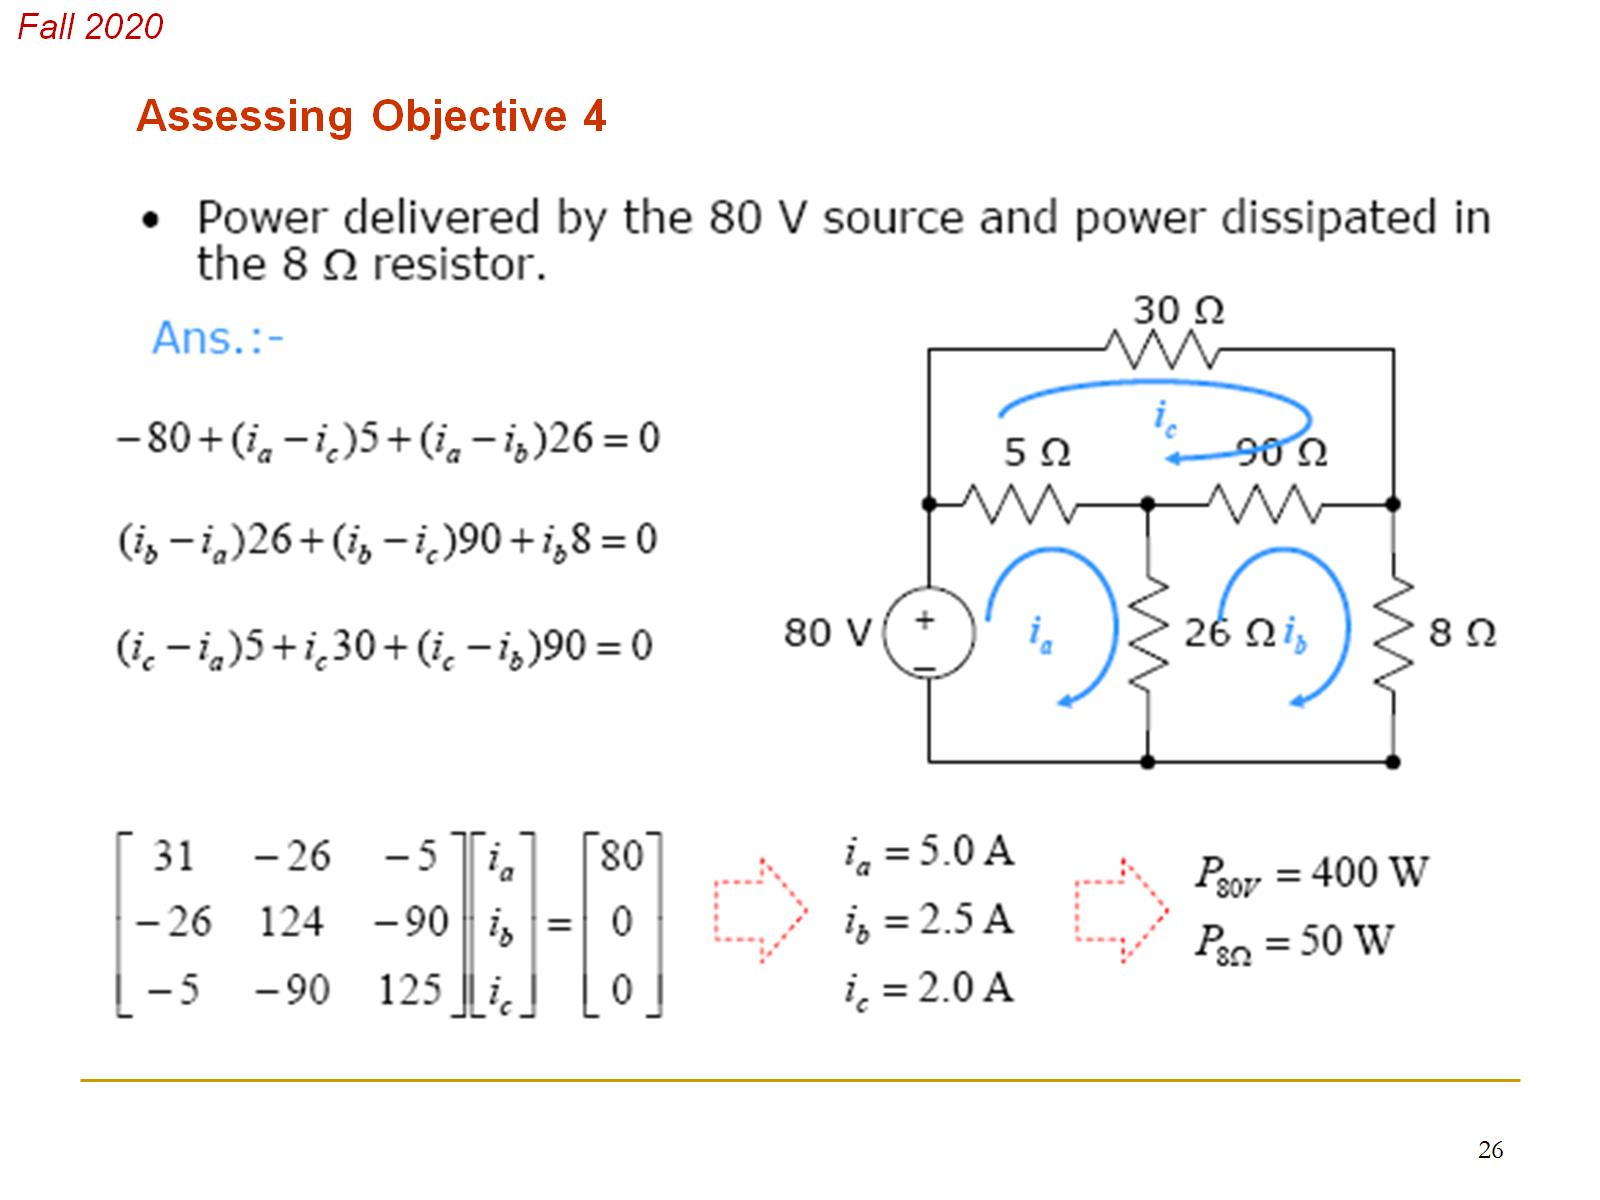 Fall 2020
Assessing Objective 4
• Power delivered by the 80 V source and power dissipated in
the 8 Ω resistor.
Ans.:-
−80+(i_a −i_c)5+(i_a −i_b)26 = 0
(i_b −i_a)26+(i_b −i_c)90+i_b8 = 0
(i_c −i_a)5+i_c30+(i_c −i_b)90 = 0
30 Ω
i_c
5 Ω
90 Ω
80 V
+
−
i_a
26 Ω
i_b
8 Ω
[31 −26 −5] [i_a] [80]
[−26 124 −90] [i_b] = [0]
[−5 −90 125] [i_c] [0]
i_a = 5.0 A
i_b = 2.5 A
i_c = 2.0 A
P_80V = 400 W
P_8Ω = 50 W
26